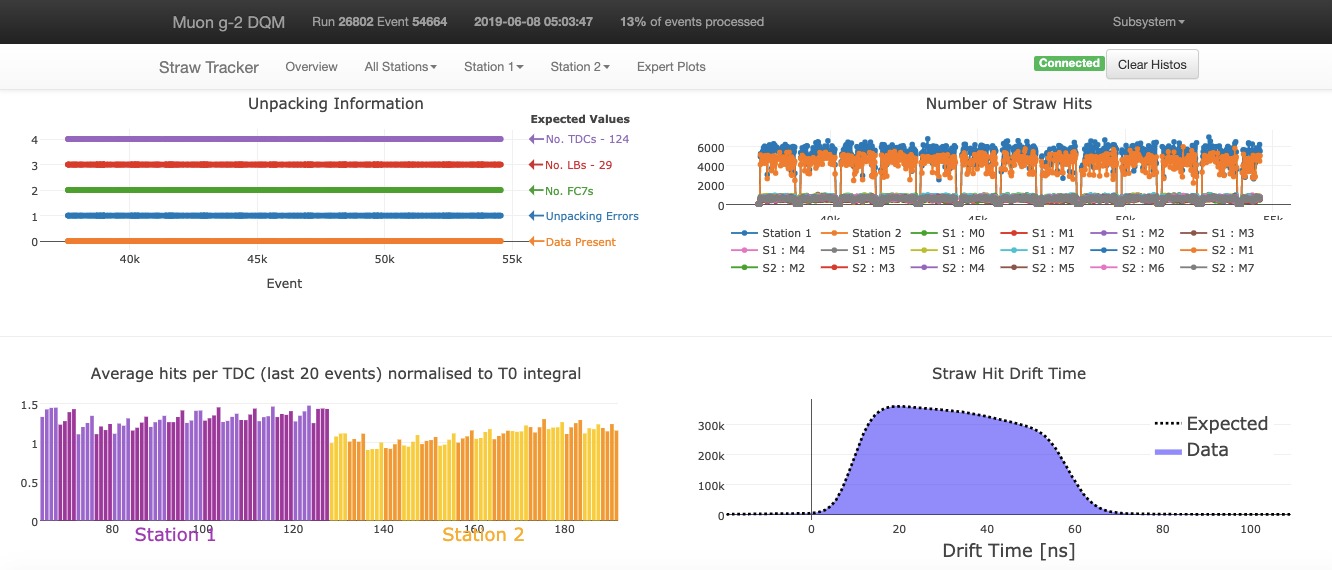 Muon g-2 DQM Run 26802 Event 54664 2019-06-08 05:03:47 13% of events processed Subsystem
Straw Tracker Overview All Stations Station 1 Station 2 Expert Plots Connected Clear Histos
Unpacking Information
Expected Values
4
3
2
1
0
No. TDCs - 124
No. LBs - 29
No. FC7s
Unpacking Errors
Data Present
40k 45k 50k 55k
Event
Number of Straw Hits
6000
4000
2000
0
40k 45k 50k 55k
Station 1 Station 2 S1 : M0 S1 : M1 S1 : M2 S1 : M3
S1 : M4 S1 : M5 S1 : M6 S1 : M7 S2 : M0 S2 : M1
S2 : M2 S2 : M3 S2 : M4 S2 : M5 S2 : M6 S2 : M7
Average hits per TDC (last 20 events) normalised to T0 integral
1.5
1
0.5
0
80 100 120 140 160 180
Station 1 Station 2
Straw Hit Drift Time
300k
200k
100k
0
Expected
Data
0 20 40 60 80 100
Drift Time [ns]